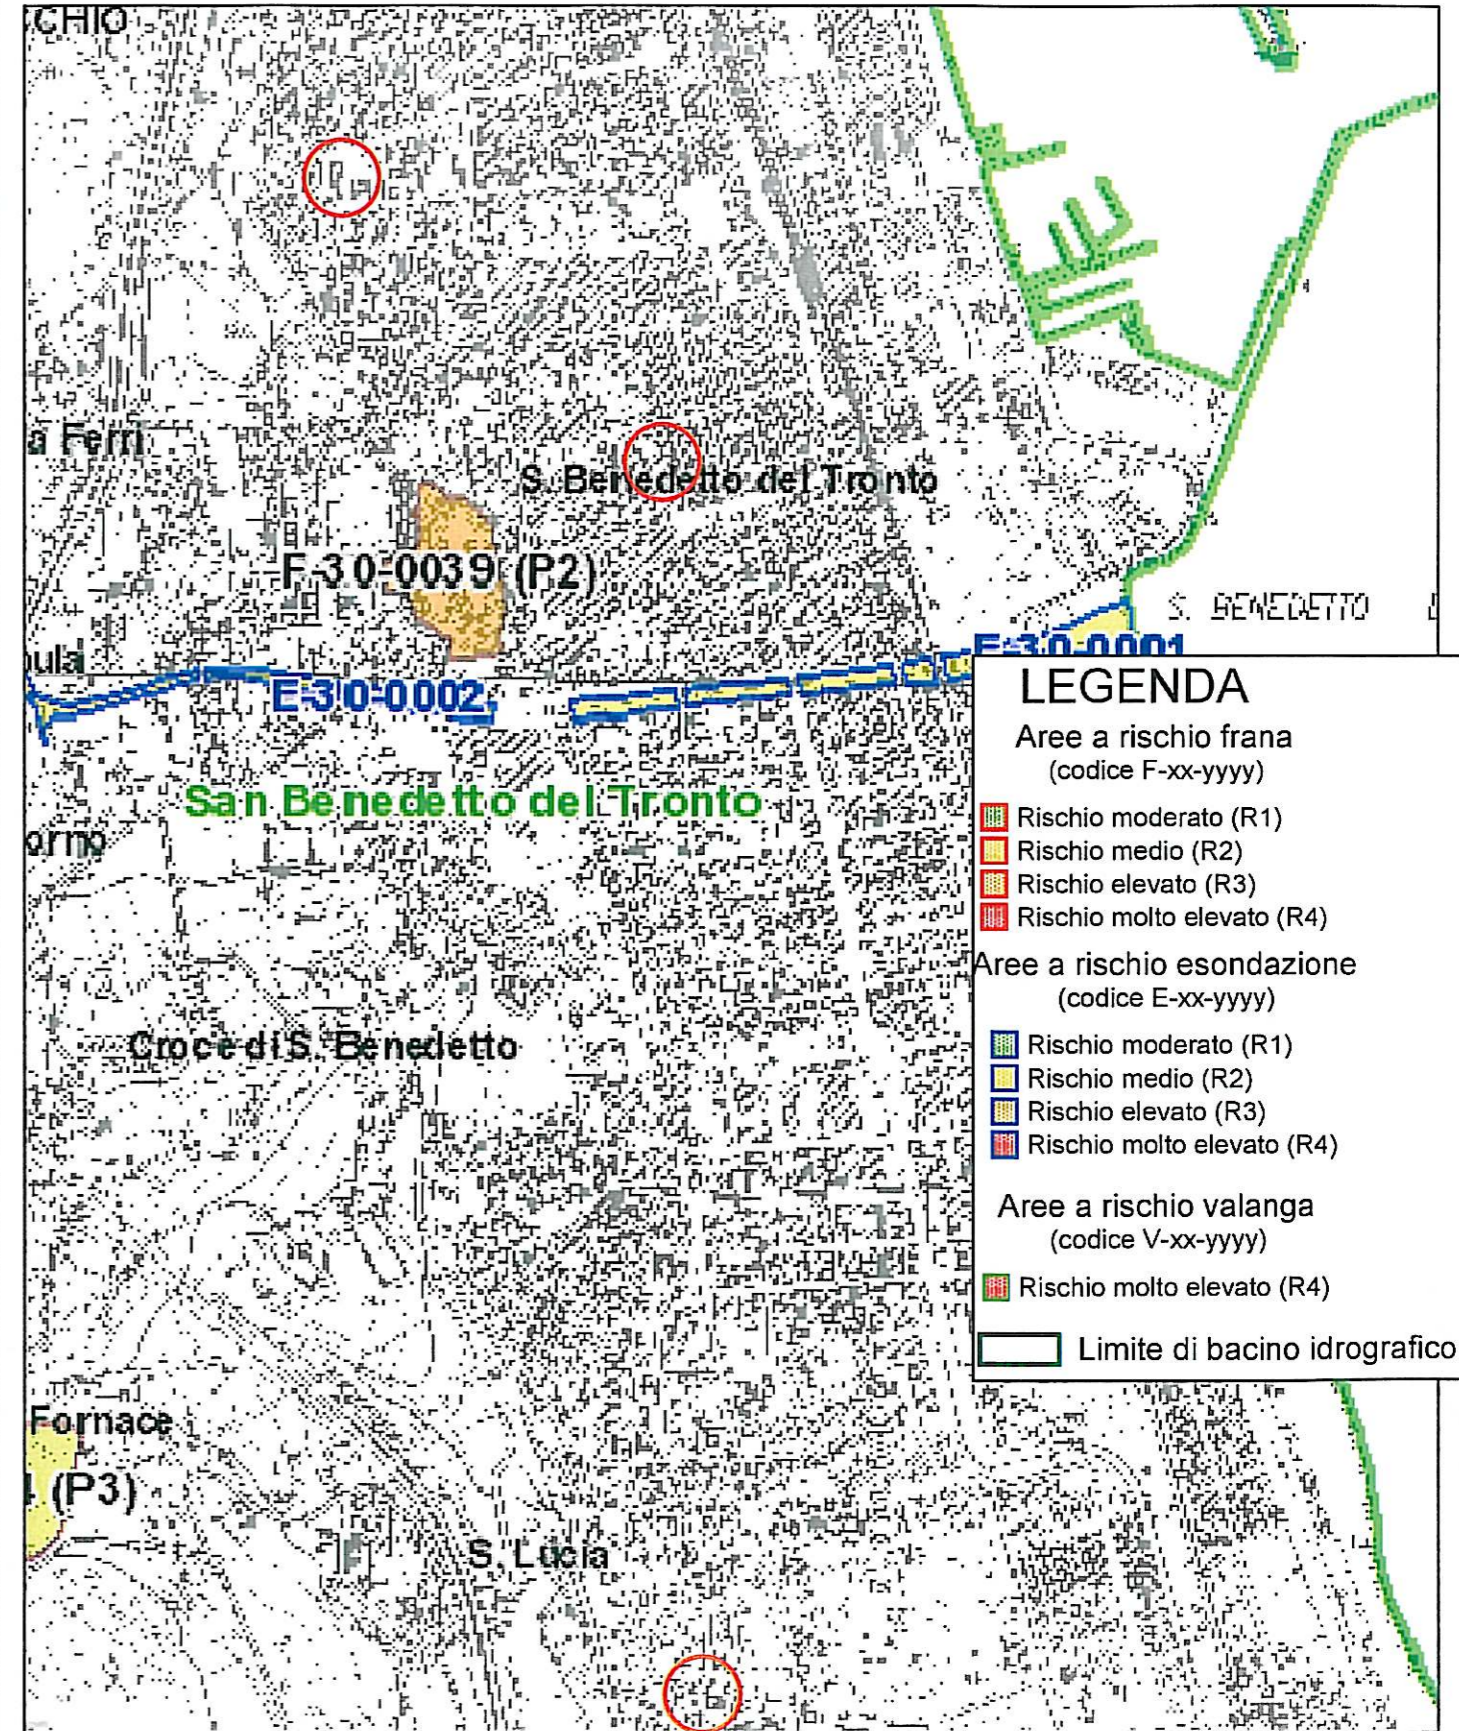 CCHIO
a Ferri
S. Benedetto del Tronto
F-30-0039 (P2)
S. BENEDETTO
E-30-0001
E-30-0002
San Benedetto del Tronto
Croce di S. Benedetto
Fornace
(P3)
S. Lucia
LEGENDA
Aree a rischio frana
(codice F-xx-yyyy)
Rischio moderato (R1)
Rischio medio (R2)
Rischio elevato (R3)
Rischio molto elevato (R4)
Aree a rischio esondazione
(codice E-xx-yyyy)
Rischio moderato (R1)
Rischio medio (R2)
Rischio elevato (R3)
Rischio molto elevato (R4)
Aree a rischio valanga
(codice V-xx-yyyy)
Rischio molto elevato (R4)
Limite di bacino idrografico